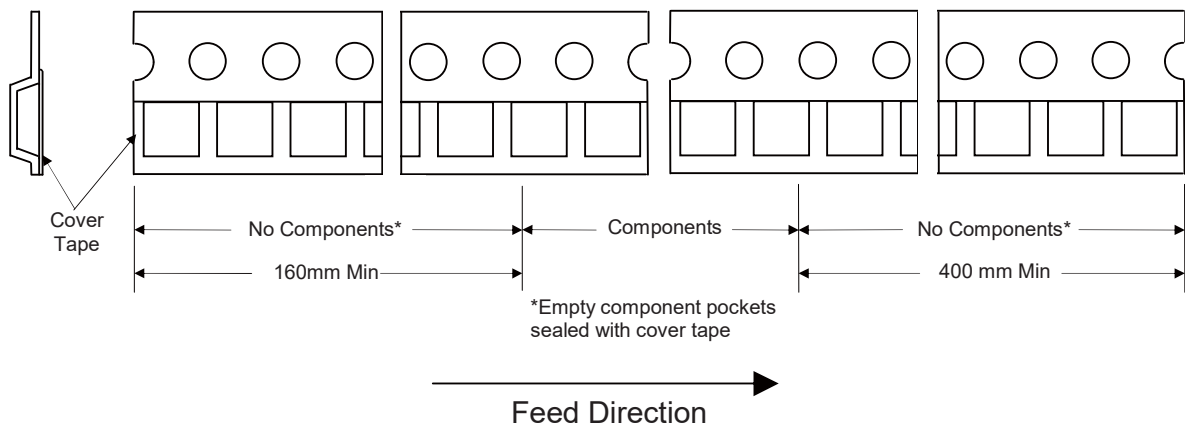 Cover
Tape
No Components*
Components
No Components*
160mm Min
400 mm Min
*Empty component pockets
sealed with cover tape
Feed Direction